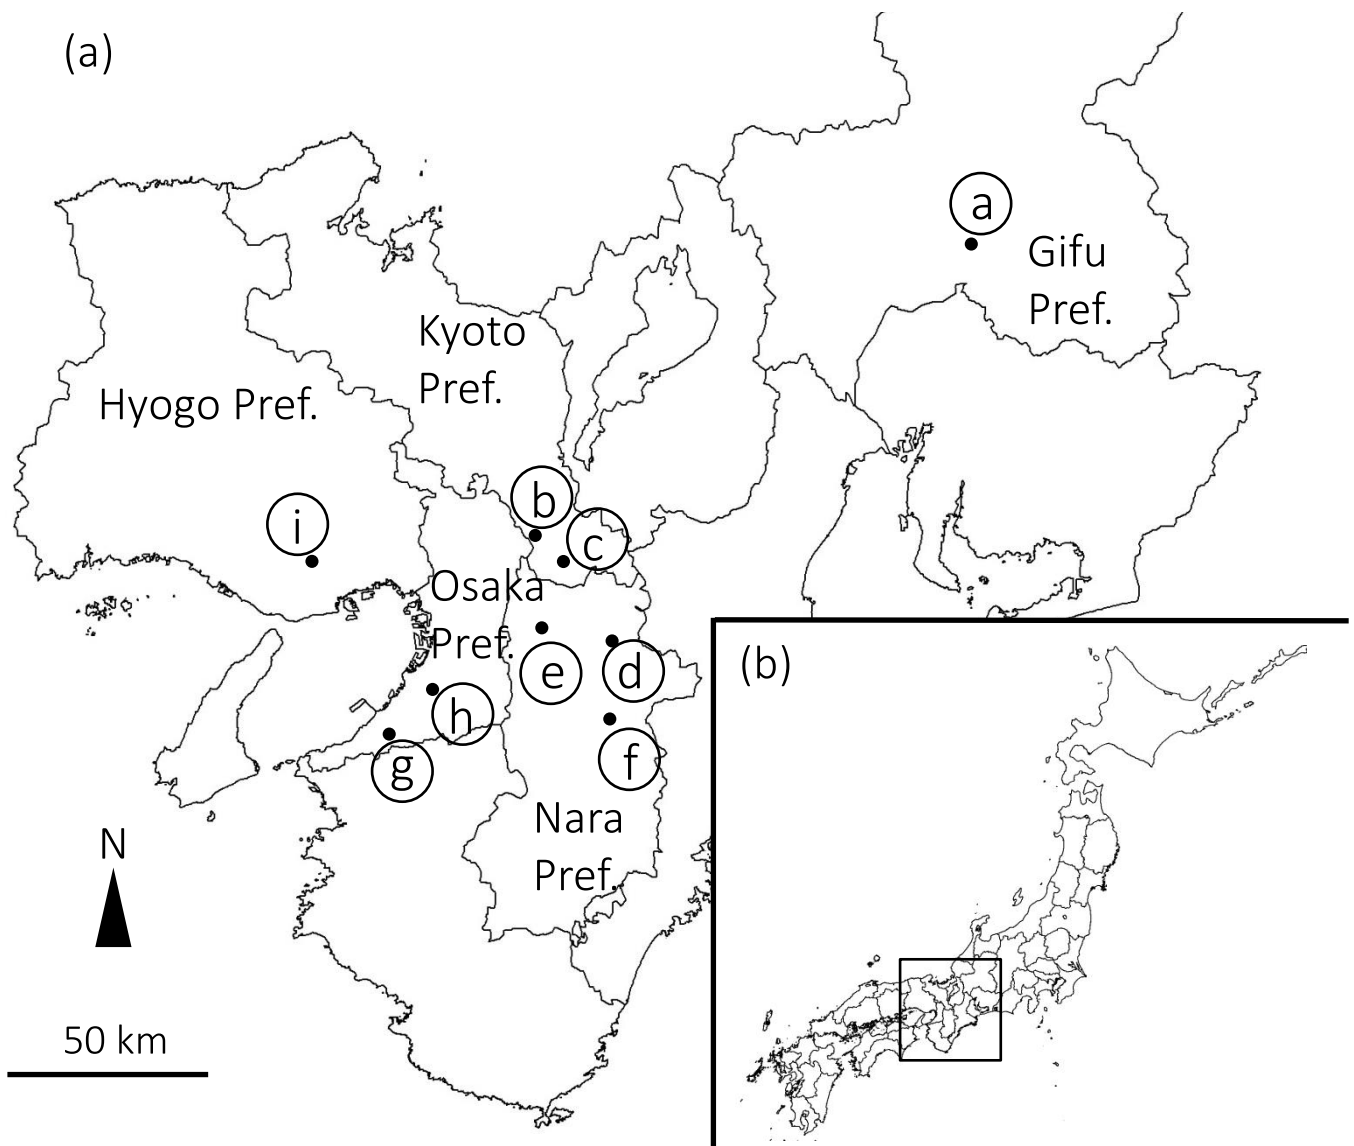 (a)
a
Gifu
Pref.
Kyoto
Pref.
Hyogo Pref.
b
i
c
Osaka
Pref.
e
d
(b)
h
f
g
Nara
Pref.
N
50 km